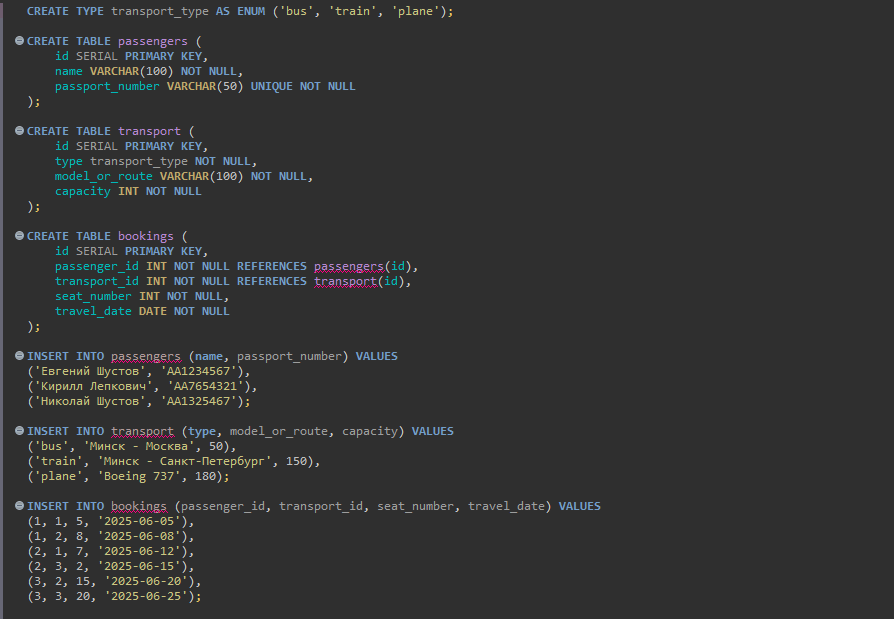 CREATE TYPE transport_type AS ENUM ('bus', 'train', 'plane');
CREATE TABLE passengers (
id SERIAL PRIMARY KEY,
name VARCHAR(100) NOT NULL,
passport_number VARCHAR(50) UNIQUE NOT NULL
);
CREATE TABLE transport (
id SERIAL PRIMARY KEY,
type transport_type NOT NULL,
model_or_route VARCHAR(100) NOT NULL,
capacity INT NOT NULL
);
CREATE TABLE bookings (
id SERIAL PRIMARY KEY,
passenger_id INT NOT NULL REFERENCES passengers(id),
transport_id INT NOT NULL REFERENCES transport(id),
seat_number INT NOT NULL,
travel_date DATE NOT NULL
);
INSERT INTO passengers (name, passport_number) VALUES
('Евгений Шустов', 'AA1234567'),
('Кирилл Лепкович', 'AA7654321'),
('Николай Шустов', 'AA1325467');
INSERT INTO transport (type, model_or_route, capacity) VALUES
('bus', 'Минск - Москва', 50),
('train', 'Минск - Санкт-Петербург', 150),
('plane', 'Boeing 737', 180);
INSERT INTO bookings (passenger_id, transport_id, seat_number, travel_date) VALUES
(1, 1, 5, '2025-06-05'),
(1, 2, 8, '2025-06-08'),
(2, 1, 7, '2025-06-12'),
(2, 3, 2, '2025-06-15'),
(3, 2, 15, '2025-06-20'),
(3, 3, 20, '2025-06-25');